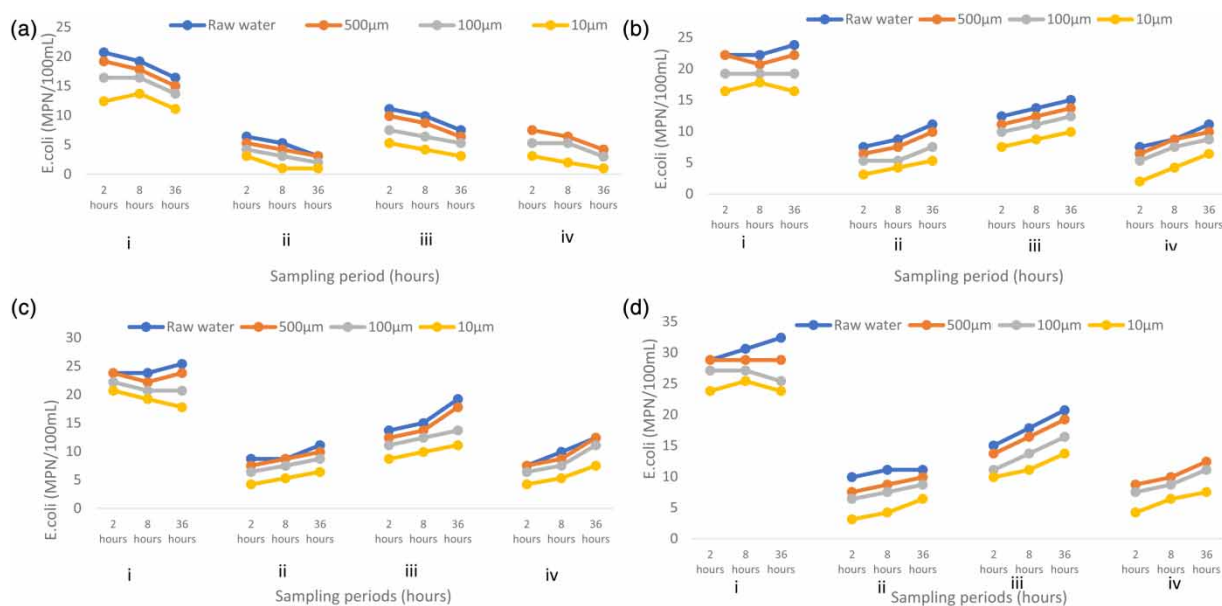 (a)
Raw water 500μm 100μm 10μm
E.coli (MPN/100mL)
25
20
15
10
5
0
2 hours 8 hours 36 hours 2 hours 8 hours 36 hours 2 hours 8 hours 36 hours 2 hours 8 hours 36 hours
i ii iii iv
Sampling period (hours)
(b)
Raw water 500μm 100μm 10μm
E.coli (MPN/100mL)
25
20
15
10
5
0
2 hours 8 hours 36 hours 2 hours 8 hours 36 hours 2 hours 8 hours 36 hours 2 hours 8 hours 36 hours
i ii iii iv
Sampling period (hours)
(c)
Raw water 500μm 100μm 10μm
E.coli (MPN/100mL)
30
25
20
15
10
5
0
2 hours 8 hours 36 hours 2 hours 8 hours 36 hours 2 hours 8 hours 36 hours 2 hours 8 hours 36 hours
i ii iii iv
Sampling periods (hours)
(d)
Raw water 500μm 100μm 10μm
E.coli (MPN/100mL)
35
30
25
20
15
10
5
0
2 hours 8 hours 36 hours 2 hours 8 hours 36 hours 2 hours 8 hours 36 hours 2 hours 8 hours 36 hours
i ii iii iv
Sampling periods (hours)